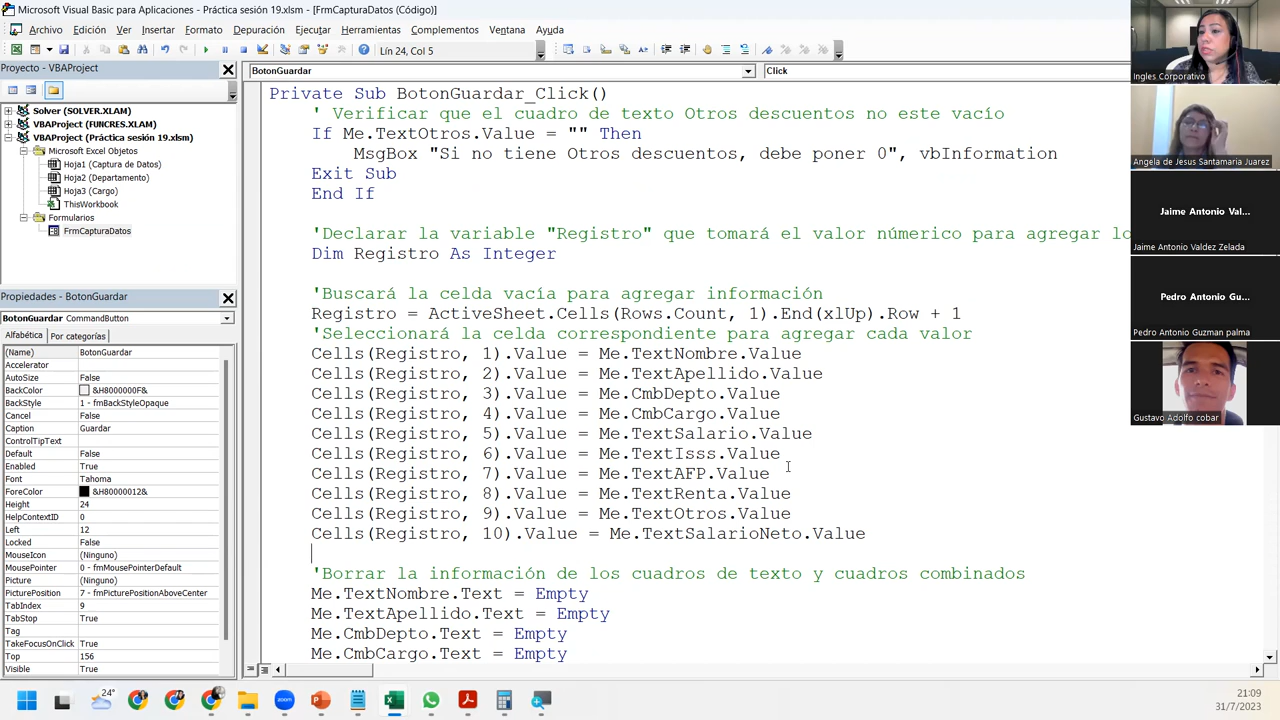 Microsoft Visual Basic para Aplicaciones - Práctica sesión 19.xlsm - [FrmCapturaDatos (Código)]
Archivo Edición Ver Insertar Formato Depuración Ejecutar Herramientas Complementos Ventana Ayuda
Lín 24, Col 5
Proyecto - VBAProject
Solver (SOLVER.XLAM)
VBAProject (FUNCRES.XLAM)
VBAProject (Práctica sesión 19.xlsm)
Microsoft Excel Objetos
Hoja1 (Captura de Datos)
Hoja2 (Departamento)
Hoja3 (Cargo)
ThisWorkbook
Formularios
FrmCapturaDatos
Propiedades - BotonGuardar
BotonGuardar CommandButton
Alfabética Por categorías
(Name) BotonGuardar
Accelerator
AutoSize False
BackColor &H8000000F&
BackStyle 1 - fmBackStyleOpaque
Cancel False
Caption Guardar
ControlTipText
Default False
Enabled True
Font Tahoma
ForeColor &H80000012&
Height 24
HelpContextID 0
Left 12
Locked False
MouseIcon (Ninguno)
MousePointer 0 - fmMousePointerDefault
Picture (Ninguno)
PicturePosition 7 - fmPicturePositionAboveCenter
TabIndex 9
TabStop True
Tag
TakeFocusOnClick True
Top 156
Visible True
BotonGuardar Click
Private Sub BotonGuardar_Click()
' Verificar que el cuadro de texto Otros descuentos no este vacío
If Me.TextOtros.Value = "" Then
MsgBox "Si no tiene Otros descuentos, debe poner 0", vbInformation
Exit Sub
End If
'Declarar la variable "Registro" que tomará el valor númerico para agregar lo
Dim Registro As Integer
'Buscará la celda vacía para agregar información
Registro = ActiveSheet.Cells(Rows.Count, 1).End(xlUp).Row + 1
'Seleccionará la celda correspondiente para agregar cada valor
Cells(Registro, 1).Value = Me.TextNombre.Value
Cells(Registro, 2).Value = Me.TextApellido.Value
Cells(Registro, 3).Value = Me.CmbDepto.Value
Cells(Registro, 4).Value = Me.CmbCargo.Value
Cells(Registro, 5).Value = Me.TextSalario.Value
Cells(Registro, 6).Value = Me.TextIsss.Value
Cells(Registro, 7).Value = Me.TextAFP.Value
Cells(Registro, 8).Value = Me.TextRenta.Value
Cells(Registro, 9).Value = Me.TextOtros.Value
Cells(Registro, 10).Value = Me.TextSalarioNeto.Value
'Borrar la información de los cuadros de texto y cuadros combinados
Me.TextNombre.Text = Empty
Me.TextApellido.Text = Empty
Me.CmbDepto.Text = Empty
Me.CmbCargo.Text = Empty
Ingles Corporativo
Angela de Jesus Santamaría Juarez
Jaime Antonio Val...
Jaime Antonio Valdez Zelada
Pedro Antonio Gu...
Pedro Antonio Guzman palma
Gustavo Adolfo cobar
24°
zoom
21:09
31/7/2023